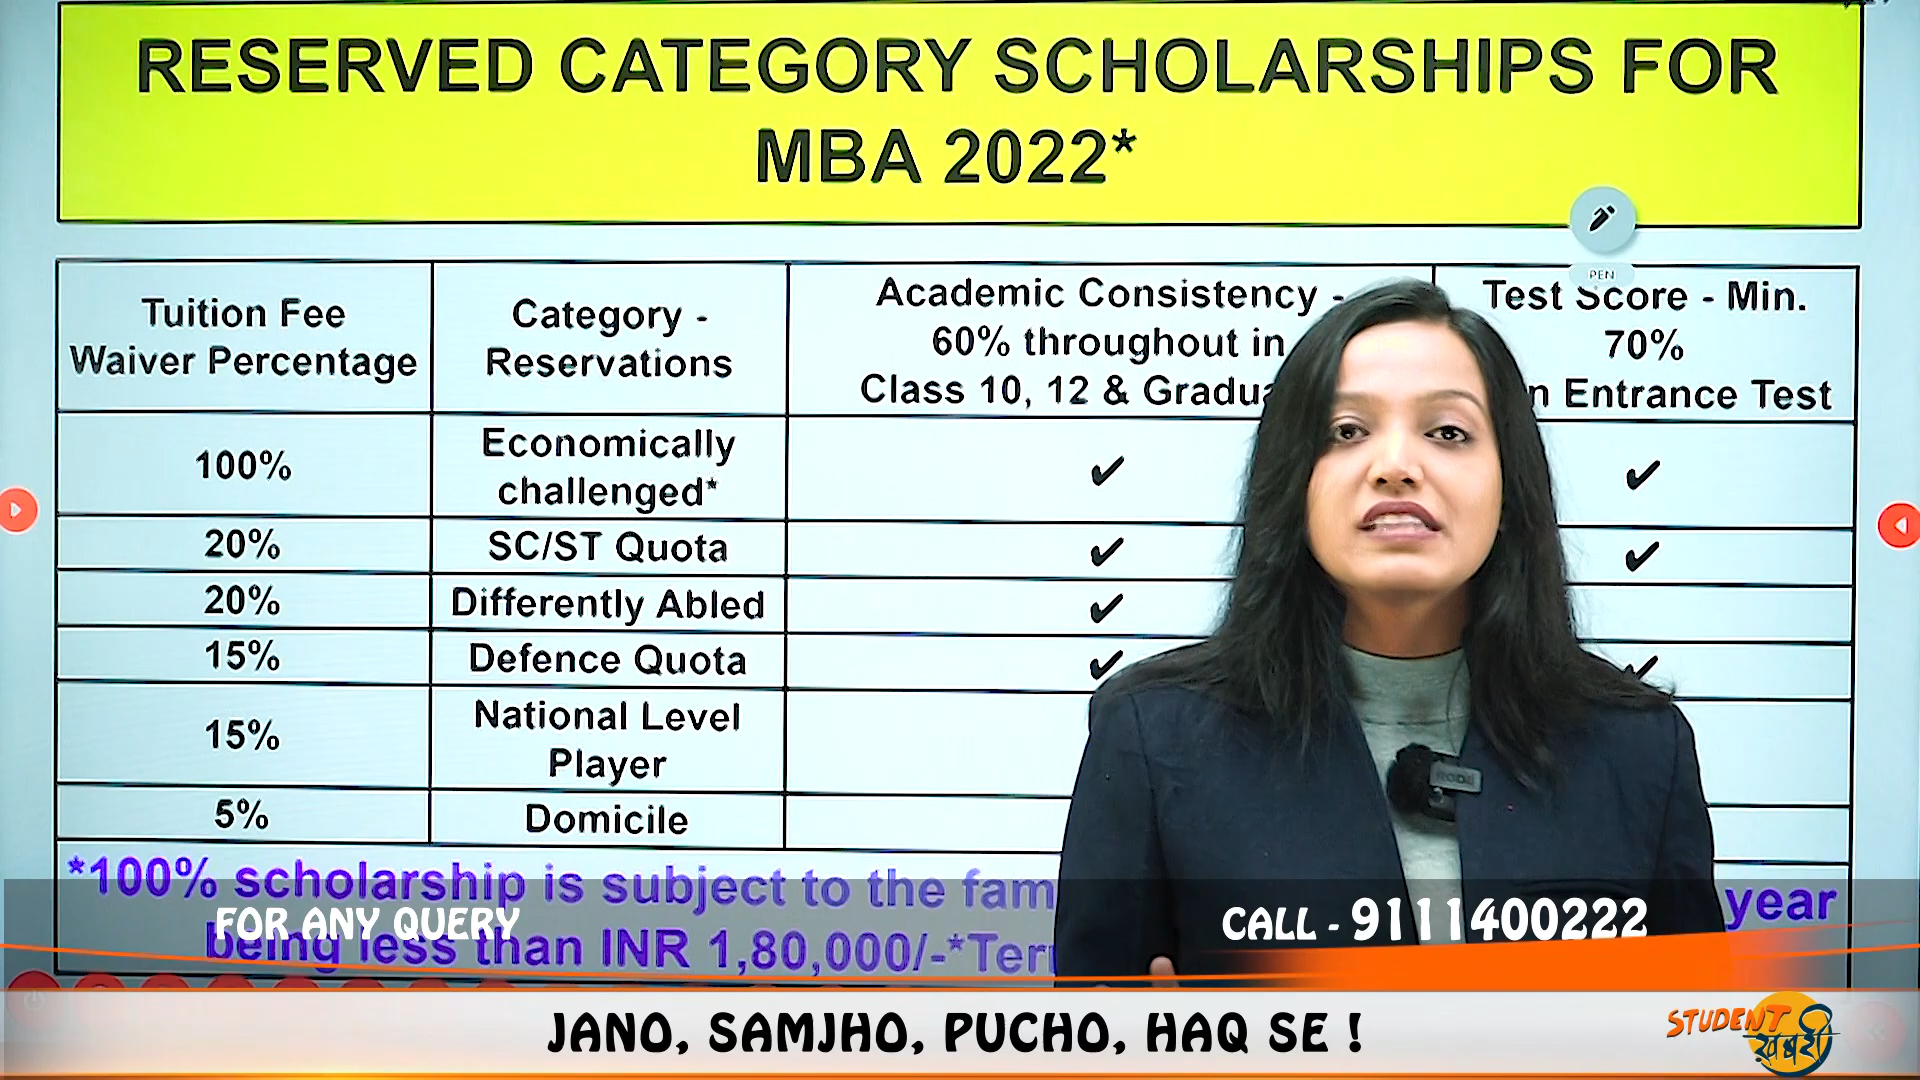 RESERVED CATEGORY SCHOLARSHIPS FOR
MBA 2022*
PEN
Tuition Fee
Waiver Percentage
Category -
Reservations
Academic Consistency -
60% throughout in
Class 10, 12 &
Test Score - Min.
70%
Entrance Test
100%
Economically
challenged*
✔
✔
20%
SC/ST Quota
✔
✔
20%
Differently Abled
✔
15%
Defence Quota
✔
✔
15%
National Level
Player
5%
Domicile
*100% scholarship is subject to the
year
being less than INR 1,80,000/-*
FOR ANY QUERY
CALL - 9111400222
RODE
JANO, SAMJHO, PUCHO, HAQ SE !
STUDENT
ख़बरी